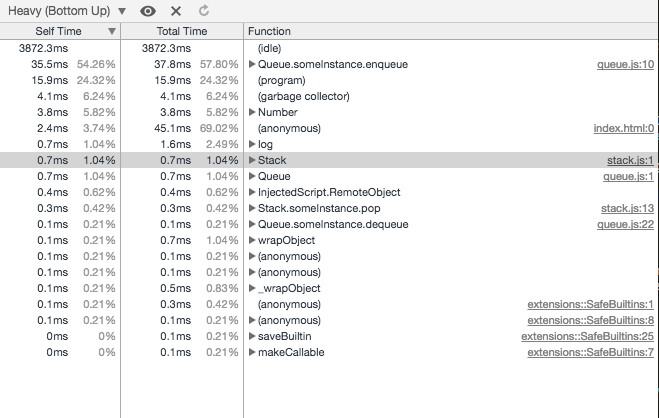 Heavy (Bottom Up)
Self Time Total Time Function
3872.3ms 3872.3ms (idle)
35.5ms 54.26% 37.8ms 57.80% Queue.someInstance.enqueue queue.js:10
15.9ms 24.32% 15.9ms 24.32% (program)
4.1ms 6.24% 4.1ms 6.24% (garbage collector)
3.8ms 5.82% 3.8ms 5.82% Number
2.4ms 3.74% 45.1ms 69.02% (anonymous) index.html:0
0.7ms 1.04% 1.6ms 2.49% log
0.7ms 1.04% 0.7ms 1.04% Stack stack.js:1
0.7ms 1.04% 0.7ms 1.04% Queue queue.js:1
0.4ms 0.62% 0.4ms 0.62% InjectedScript.RemoteObject
0.3ms 0.42% 0.3ms 0.42% Stack.someInstance.pop stack.js:13
0.1ms 0.21% 0.1ms 0.21% Queue.someInstance.dequeue queue.js:22
0.1ms 0.21% 0.7ms 1.04% wrapObject
0.1ms 0.21% 0.1ms 0.21% (anonymous)
0.1ms 0.21% 0.1ms 0.21% (anonymous)
0.1ms 0.21% 0.5ms 0.83% _wrapObject
0.1ms 0.21% 0.3ms 0.42% (anonymous) extensions::SafeBuiltins:1
0.1ms 0.21% 0.1ms 0.21% (anonymous) extensions::SafeBuiltins:8
0ms 0% 0.1ms 0.21% saveBuiltin extensions::SafeBuiltins:25
0ms 0% 0.1ms 0.21% makeCallable extensions::SafeBuiltins:7